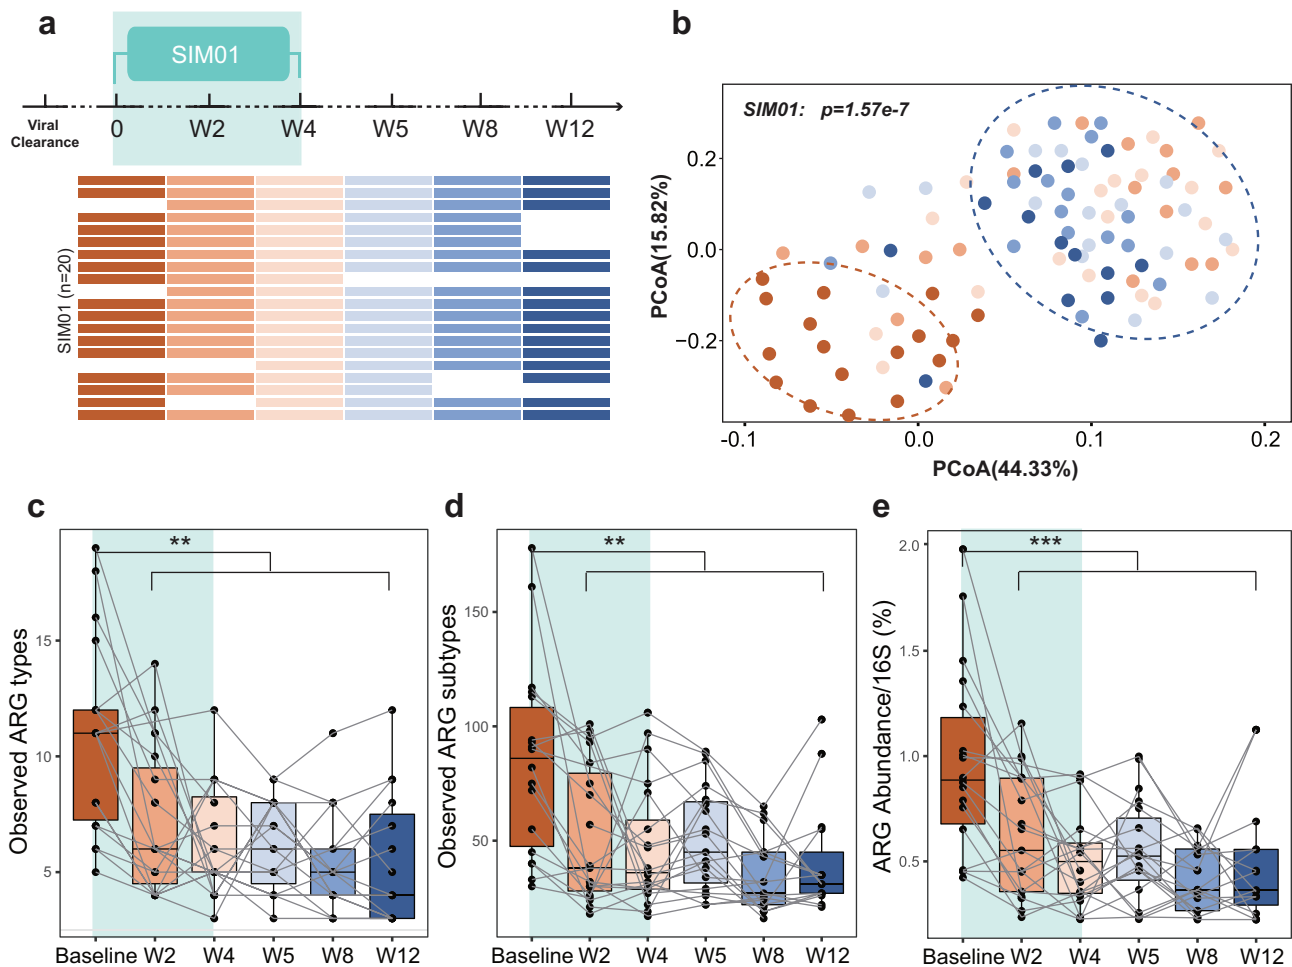 a
SIM01
Viral
Clearance
0 W2 W4 W5 W8 W12
SIM01 (n=20)
b
SIM01: p=1.57e-7
PCoA(15.82%)
0.2
0.0
−0.2
-0.1 0.0 0.1 0.2
PCoA(44.33%)
c
**
Observed ARG types
15
10
5
Baseline W2 W4 W5 W8 W12
d
**
Observed ARG subtypes
150
100
50
Baseline W2 W4 W5 W8 W12
e
***
ARG Abundance/16S (%)
2.0
1.5
1.0
0.5
Baseline W2 W4 W5 W8 W12